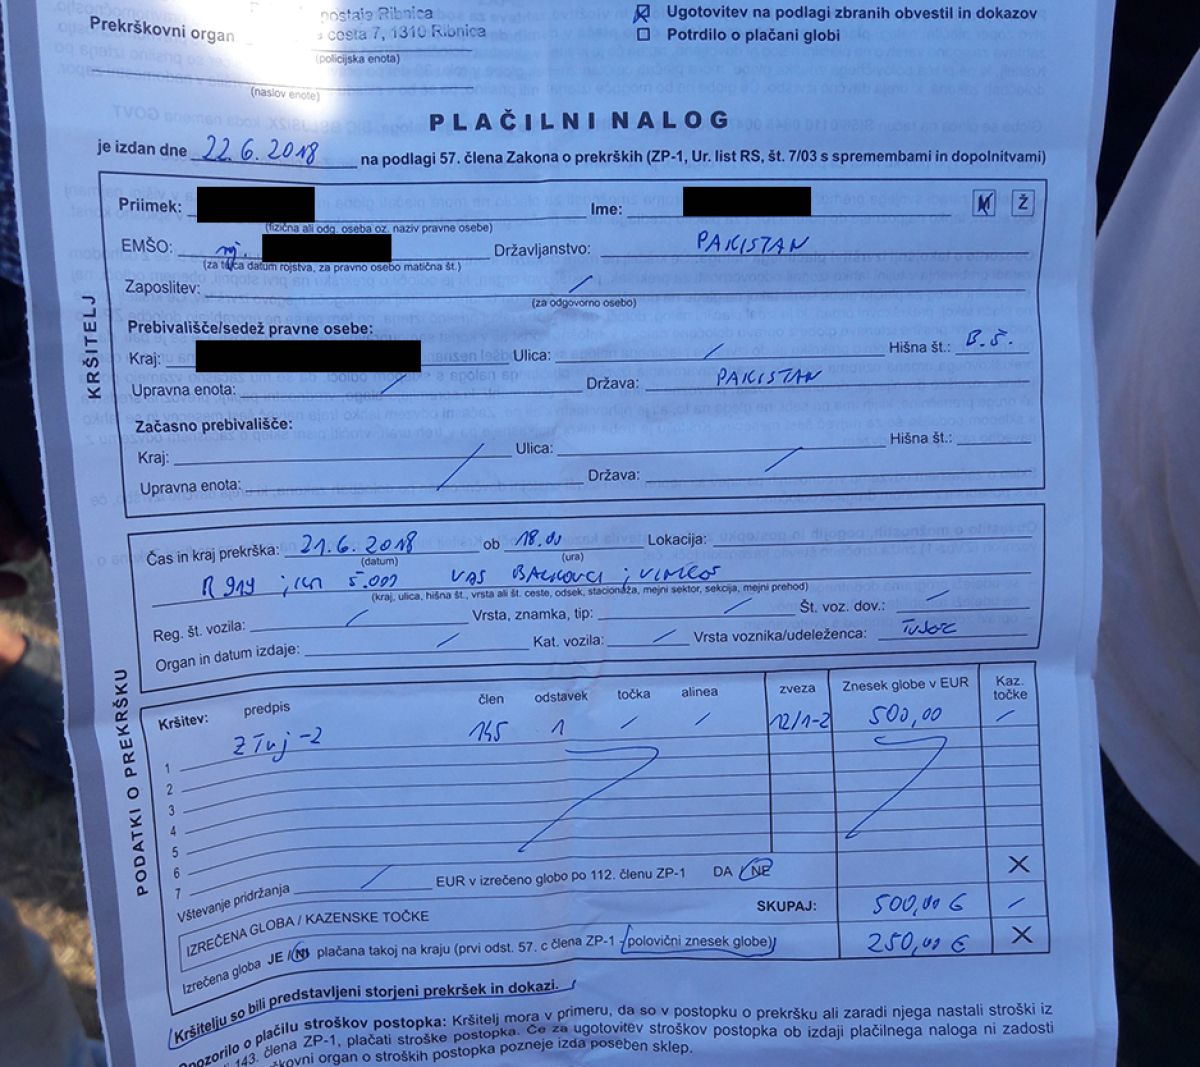 Prekrškovni organ
postaja Ribnica
cesta 7, 1310 Ribnica
(policijska enota)
(naslov enote)
Ugotovitev na podlagi zbranih obvestil in dokazov
Potrdilo o plačani globi
PLAČILNI NALOG
je izdan dne 22.6.2018 na podlagi 57. člena Zakona o prekrških (ZP-1, Ur. list RS, št. 7/03 s spremembami in dopolnitvami)
KRŠITELJ
Priimek: Ime: M Ž
(fizična ali odg. oseba oz. naziv pravne osebe)
EMŠO: roj. Državljanstvo: PAKISTAN
(za tujca datum rojstva, za pravno osebo matična št.)
Zaposlitev: /
(za odgovorno osebo)
Prebivališče/sedež pravne osebe:
Kraj: Ulica: / Hišna št.: B.Š.
Upravna enota: / Država: PAKISTAN
Začasno prebivališče:
Kraj: Ulica: Hišna št.:
Upravna enota: / Država: /
PODATKI O PREKRŠKU
Čas in kraj prekrška: 21.6.2018 ob 18.00 Lokacija:
(datum) (ura)
R 919 ; km 5.000 VAS
(kraj, ulica, hišna št., vrsta ali št. ceste, odsek, stacionaža, mejni sektor, sekcija, mejni prehod)
Reg. št. vozila: / Vrsta, znamka, tip: / Št. voz. dov.: /
Organ in datum izdaje: / Kat. vozila: / Vrsta voznika/udeleženca: TUJEC
Kršitev: predpis člen odstavek točka alinea zveza Znesek globe v EUR Kaz. točke
1 ZTuj-2 145 1 / / 12/1-2 500,00 /
2
3
4
5
6
7
Vštevanje pridržanja / EUR v izrečeno globo po 112. členu ZP-1 DA NE X
IZREČENA GLOBA / KAZENSKE TOČKE SKUPAJ: 500,00 € /
Izrečena globa JE / NI plačana takoj na kraju (prvi odst. 57. c člena ZP-1 - polovični znesek globe) 250,00 € X
Kršitelju so bili predstavljeni storjeni prekršek in dokazi.
Opozorilo o plačilu stroškov postopka: Kršitelj mora v primeru, da so v postopku o prekršku ali zaradi njega nastali stroški iz
143. člena ZP-1, plačati stroške postopka. Če za ugotovitev stroškov postopka ob izdaji plačilnega naloga ni zadosti
organ o stroških postopka pozneje izda poseben sklep.